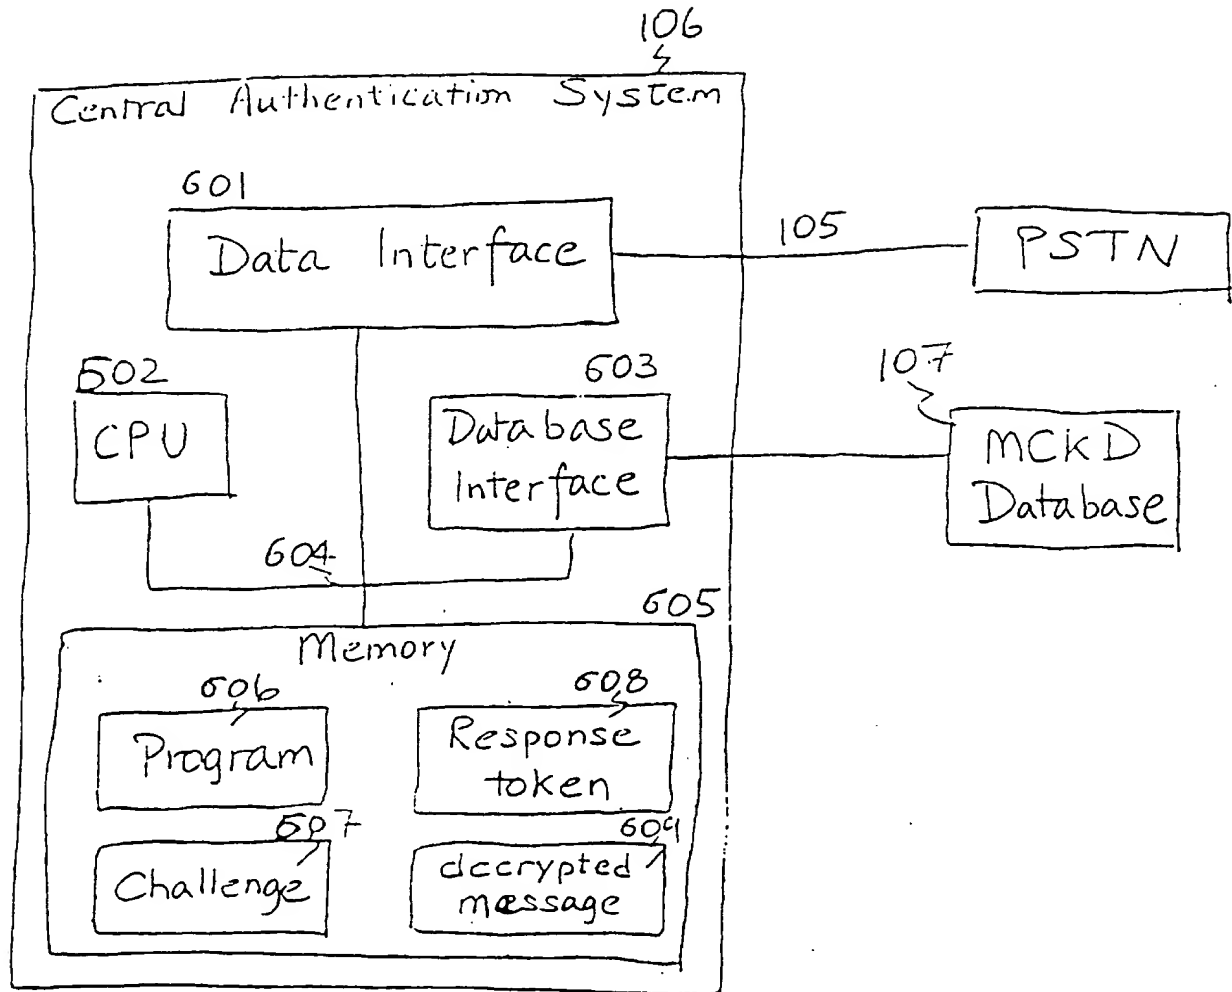 106
Central Authentication System
601
Data Interface
105
PSTN
602
CPU
603
Database
Interface
107
MCKD
Database
604
605
Memory
606
Program
608
Response
token
607
Challenge
609
decrypted
message